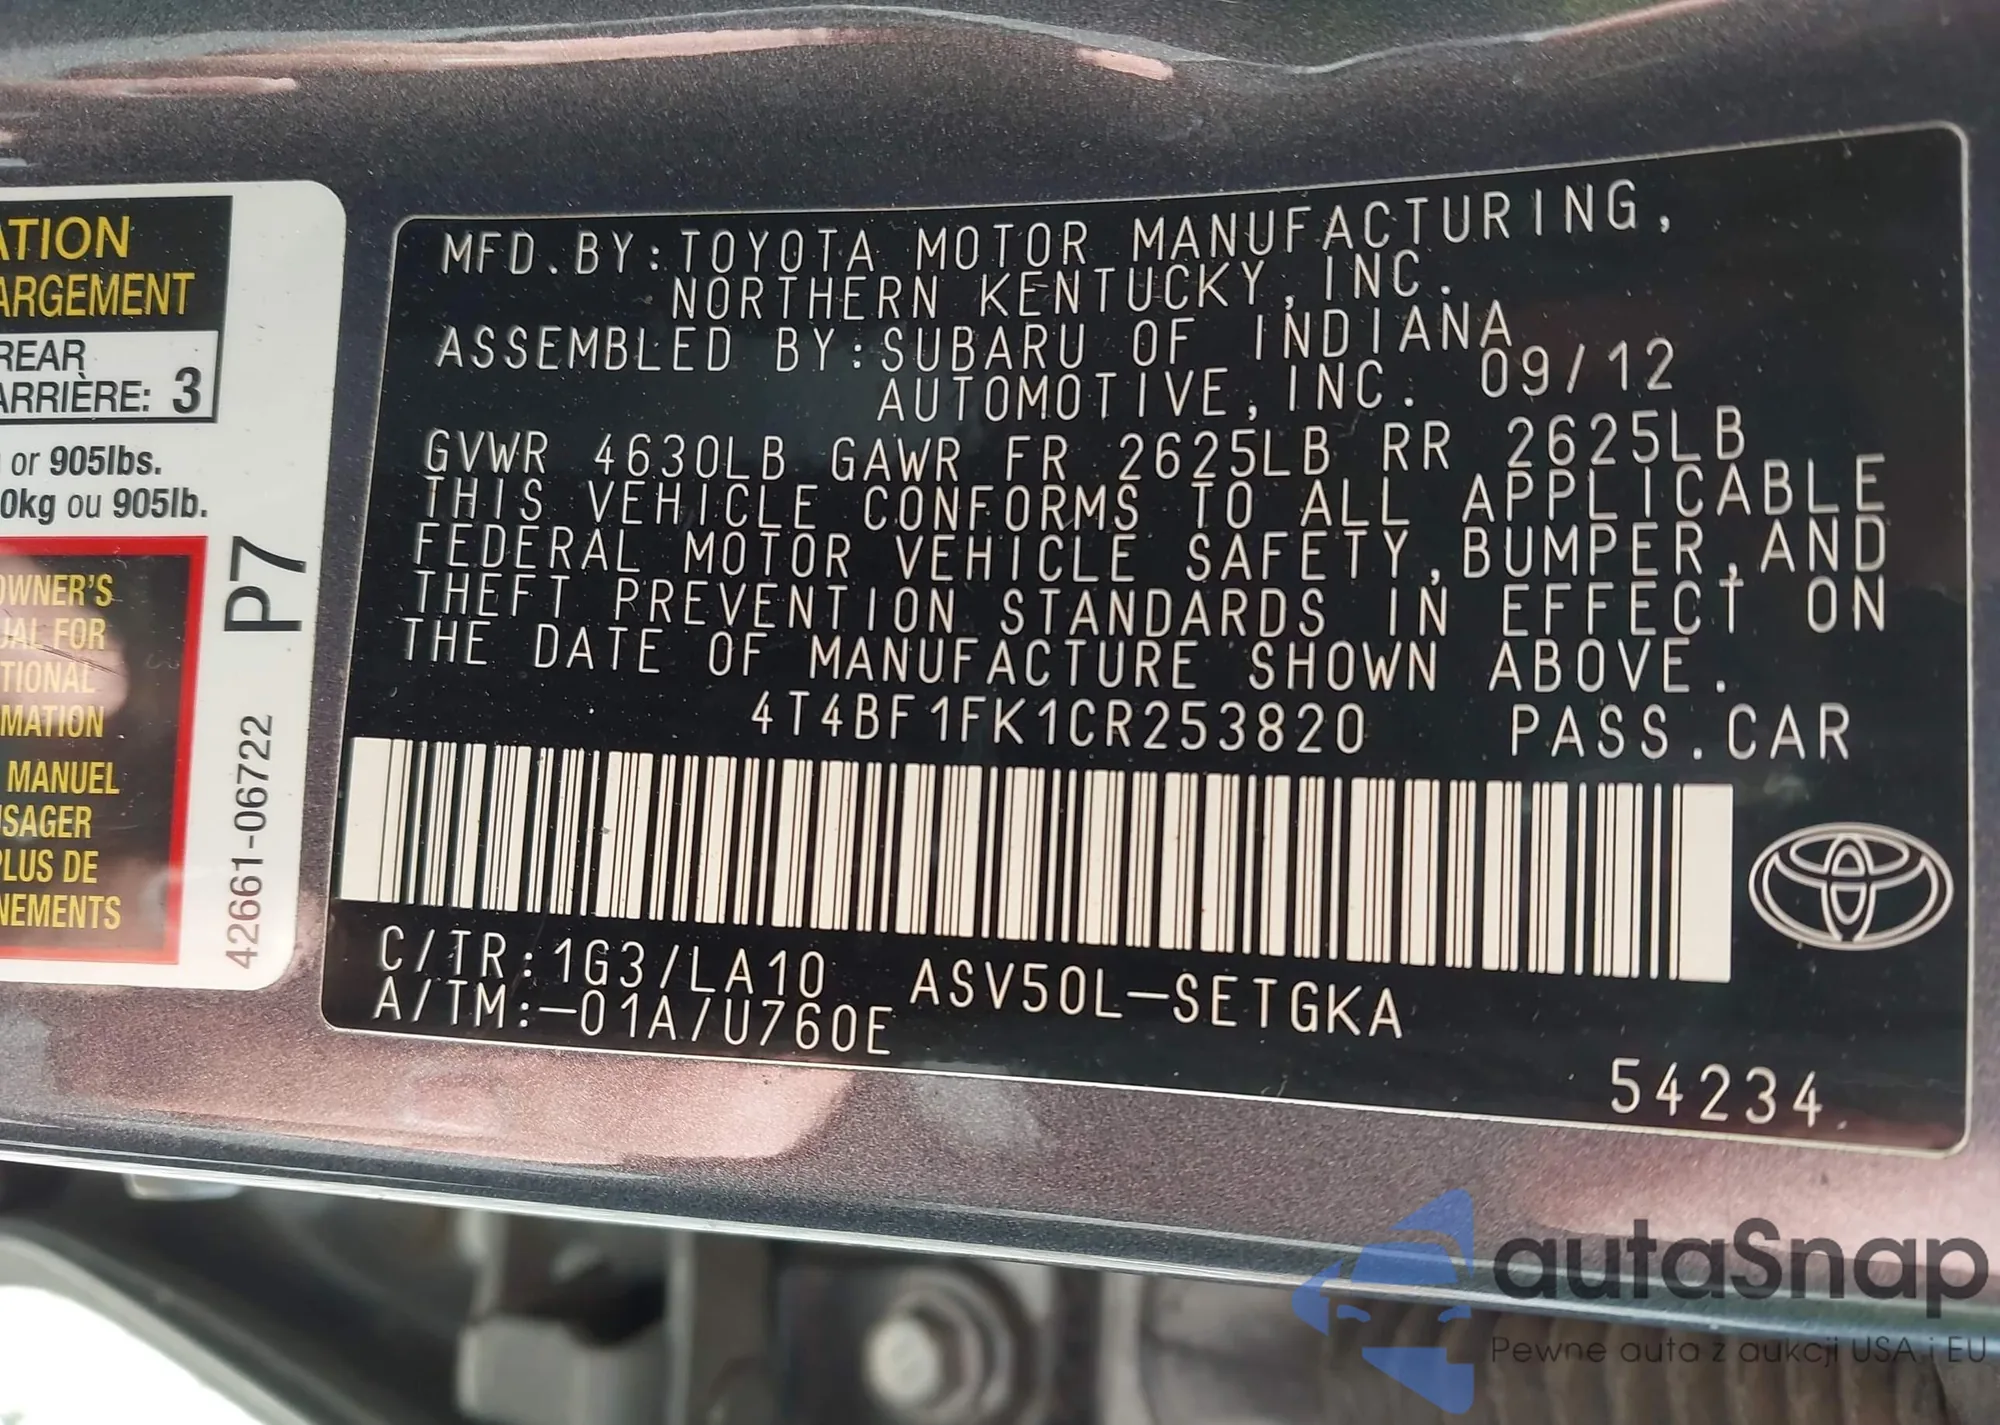 ATION
ARGEMENT
REAR
ARRIÈRE: 3
or 905lbs.
0kg ou 905lb.
OWNER'S
UAL FOR
TIONAL
MATION
MANUEL
USAGER
PLUS DE
NEMENTS
P7
42661-06722
MFD.BY:TOYOTA MOTOR MANUFACTURING,
NORTHERN KENTUCKY,INC.
ASSEMBLED BY:SUBARU OF INDIANA
AUTOMOTIVE,INC. 09/12
GVWR 4630LB GAWR FR 2625LB RR 2625LB
THIS VEHICLE CONFORMS TO ALL APPLICABLE
FEDERAL MOTOR VEHICLE SAFETY,BUMPER,AND
THEFT PREVENTION STANDARDS IN EFFECT ON
THE DATE OF MANUFACTURE SHOWN ABOVE.
4T4BF1FK1CR253820 PASS.CAR
C/TR:1G3/LA10 ASV50L-SETGKA
A/TM:-01A/U760E
54234
autaSnap
Pewne auta z aukcji USA i EU